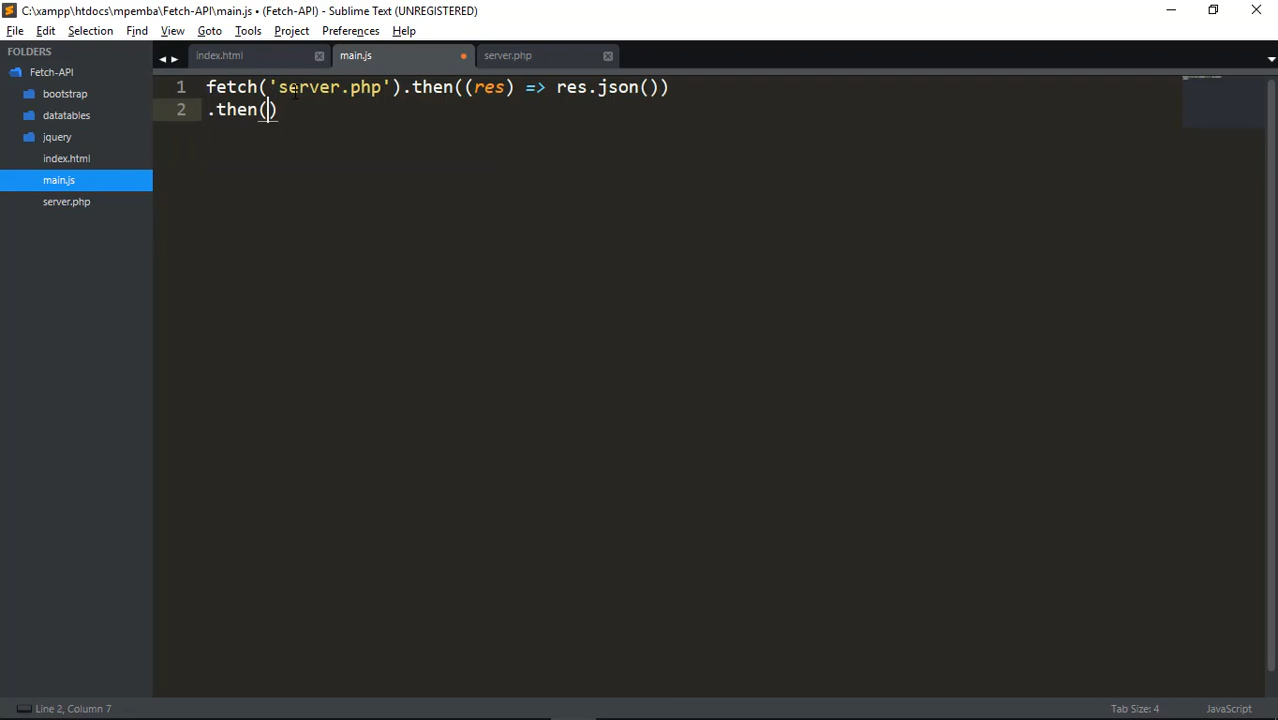 C:\xampp\htdocs\mpemba\Fetch-API\main.js • (Fetch-API) - Sublime Text (UNREGISTERED)
File Edit Selection Find View Goto Tools Project Preferences Help
FOLDERS
Fetch-API
bootstrap
datatables
jquery
index.html
main.js
server.php
index.html main.js server.php
1 fetch('server.php').then((res) => res.json())
2 .then()
Line 2, Column 7 Tab Size: 4 JavaScript